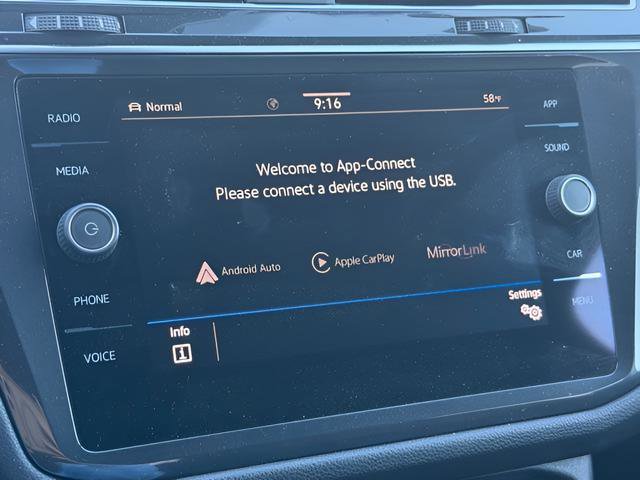 RADIO
MEDIA
PHONE
VOICE
Normal
9:16
58°F
Welcome to App-Connect
Please connect a device using the USB.
Android Auto
Apple CarPlay
MirrorLink
Info
Settings
APP
SOUND
CAR
MENU